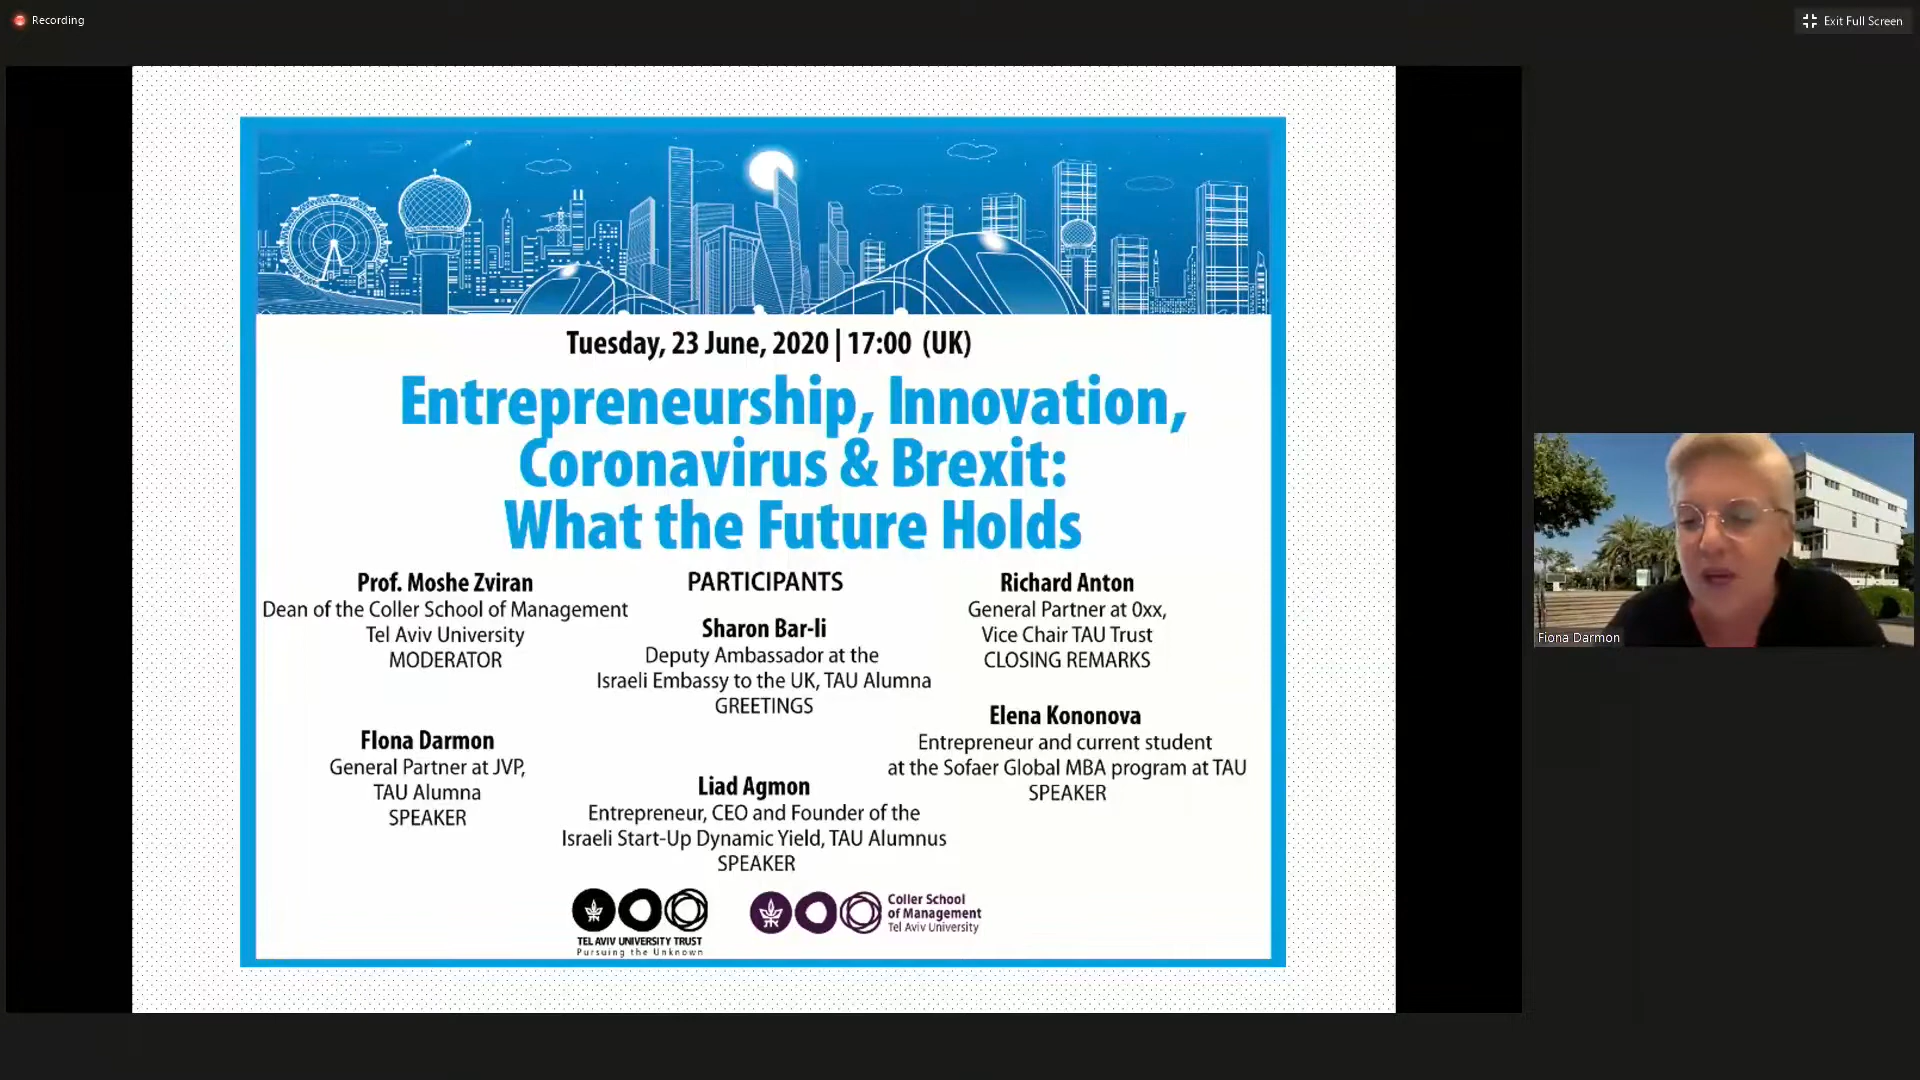 Recording
Exit Full Screen
Tuesday, 23 June, 2020 | 17:00 (UK)
Entrepreneurship, Innovation,
Coronavirus & Brexit:
What the Future Holds
PARTICIPANTS
Prof. Moshe Zviran
Dean of the Coller School of Management
Tel Aviv University
MODERATOR
Sharon Bar-li
Deputy Ambassador at the
Israeli Embassy to the UK, TAU Alumna
GREETINGS
Richard Anton
General Partner at 0xx,
Vice Chair TAU Trust
CLOSING REMARKS
FIona Darmon
General Partner at JVP,
TAU Alumna
SPEAKER
Liad Agmon
Entrepreneur, CEO and Founder of the
Israeli Start-Up Dynamic Yield, TAU Alumnus
SPEAKER
Elena Kononova
Entrepreneur and current student
at the Sofaer Global MBA program at TAU
SPEAKER
TEL AVIV UNIVERSITY TRUST
Pursuing the Unknown
Coller School
of Management
Tel Aviv University
Fiona Darmon